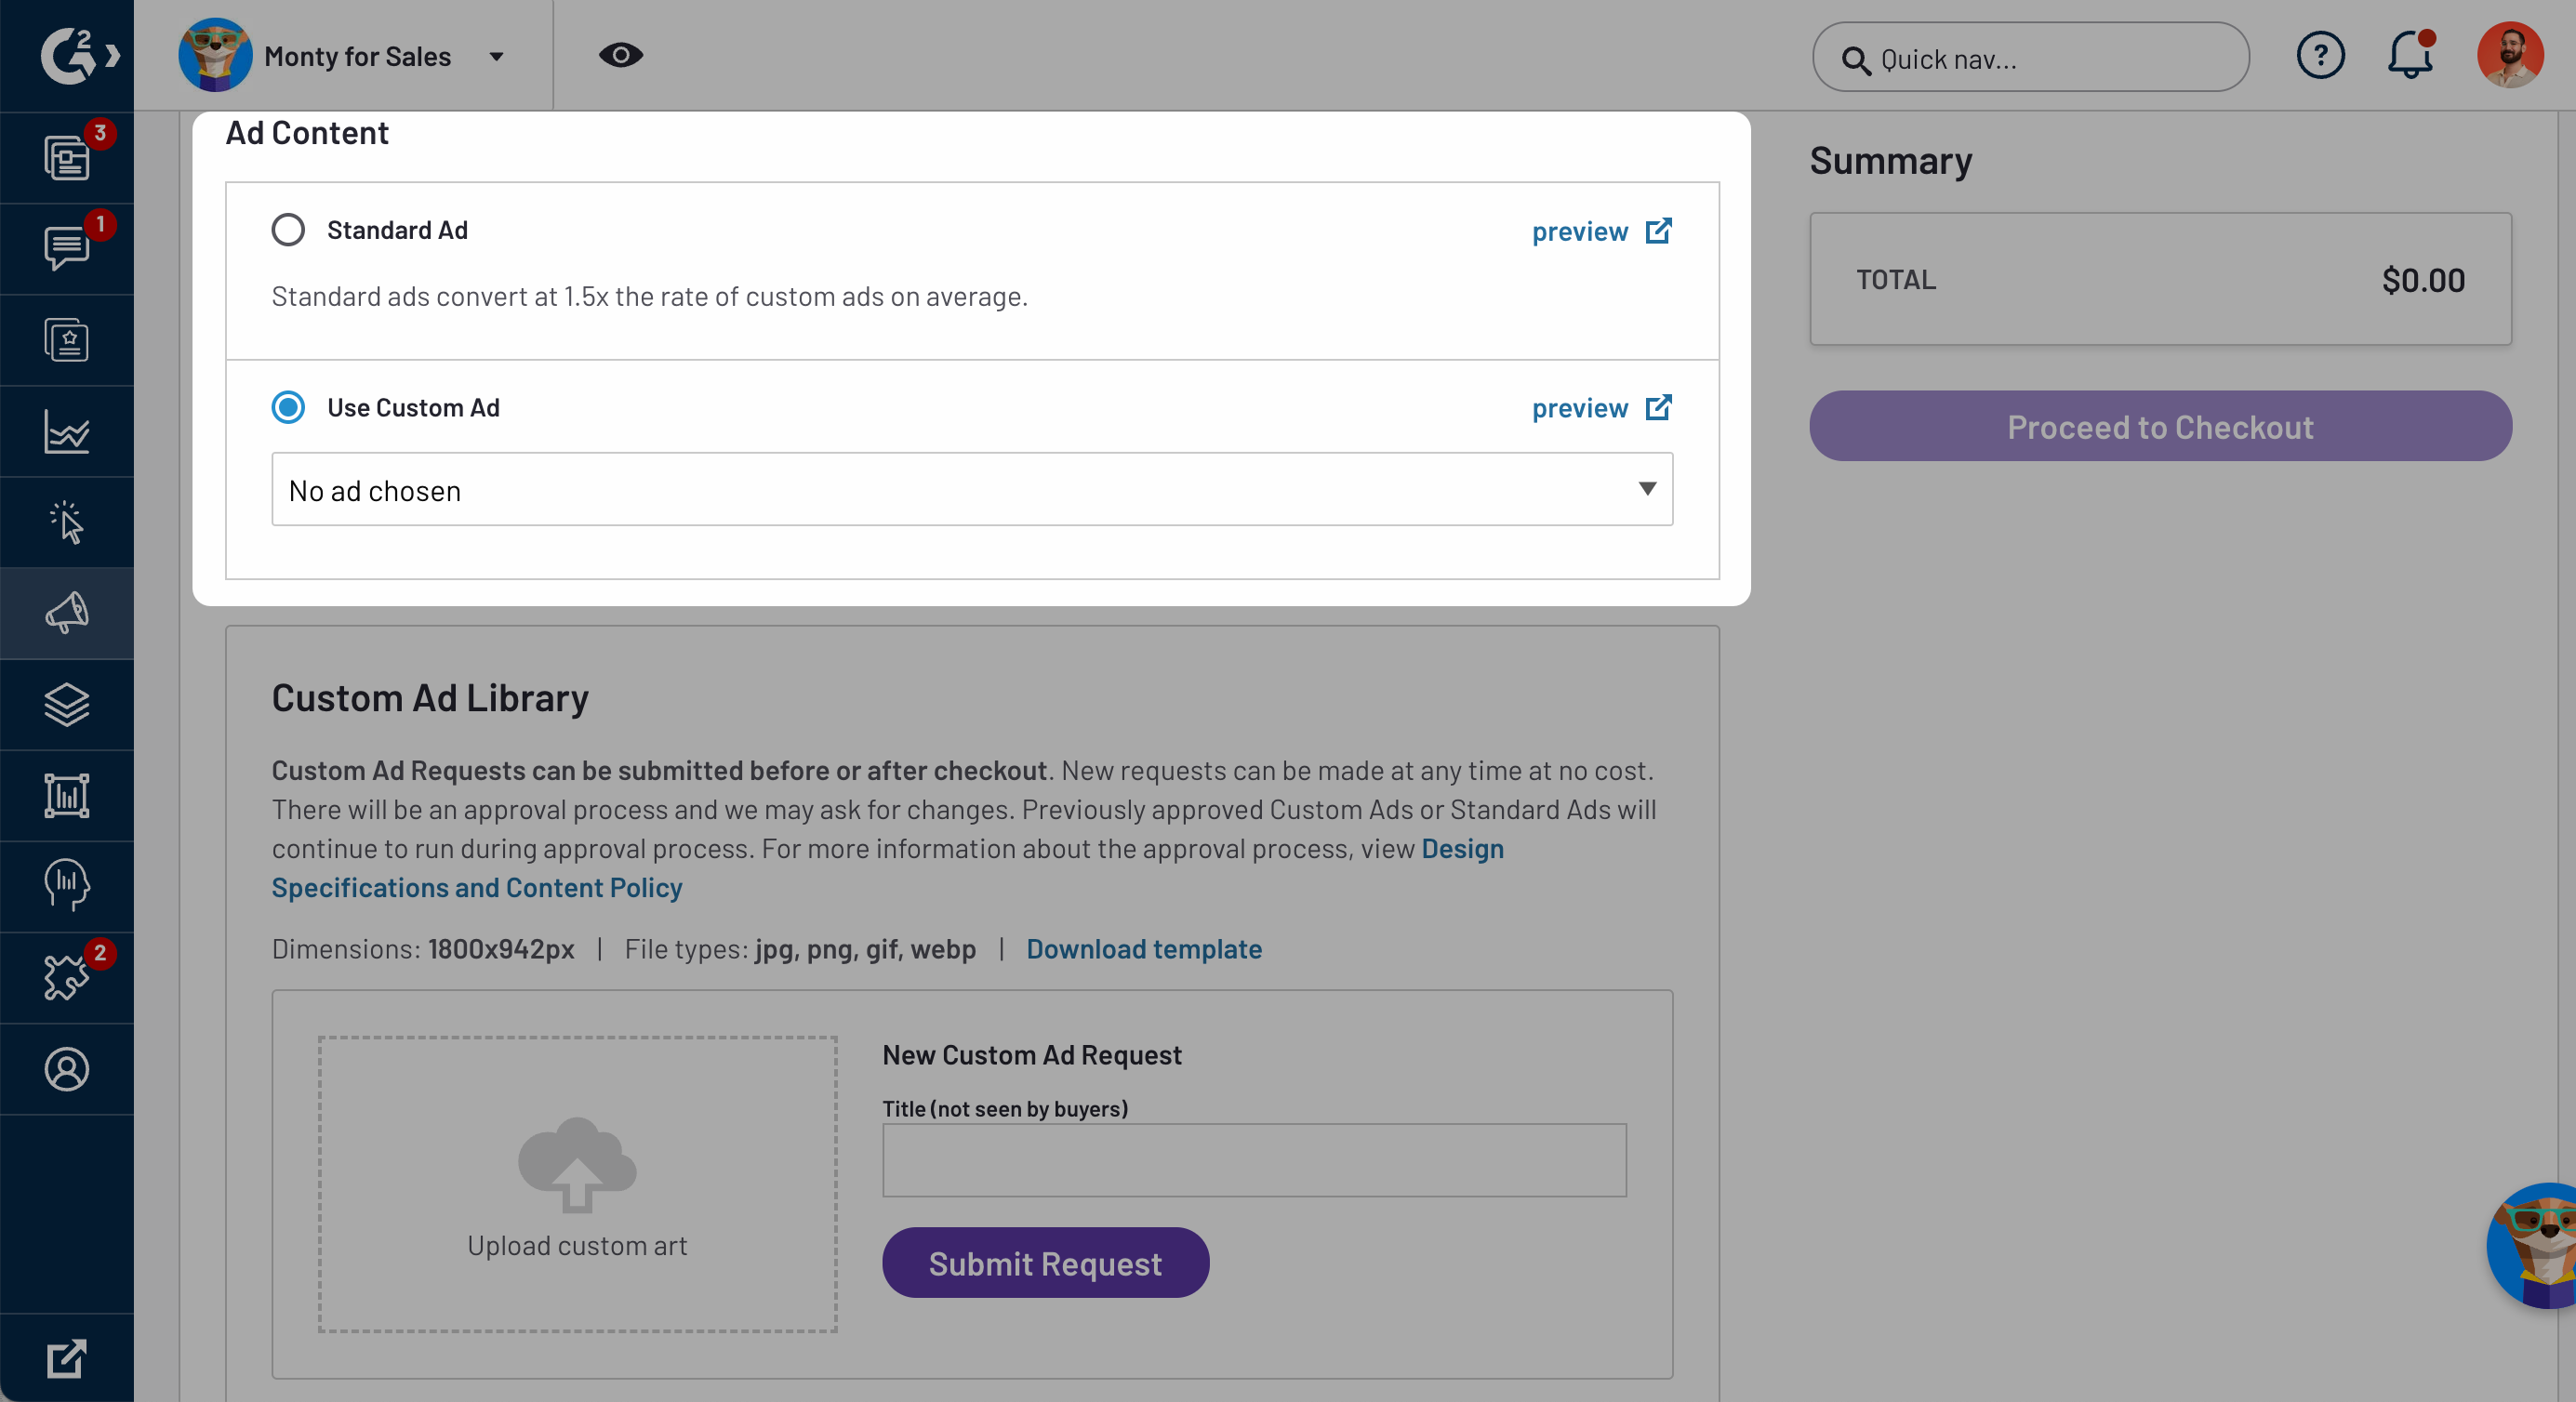 G2
Monty for Sales
Quick nav...
?
3
1
2
Ad Content
Standard Ad
preview
Standard ads convert at 1.5x the rate of custom ads on average.
Use Custom Ad
preview
No ad chosen
Summary
TOTAL
$0.00
Proceed to Checkout
Custom Ad Library
Custom Ad Requests can be submitted before or after checkout. New requests can be made at any time at no cost.
There will be an approval process and we may ask for changes. Previously approved Custom Ads or Standard Ads will
continue to run during approval process. For more information about the approval process, view Design
Specifications and Content Policy
Dimensions: 1800x942px | File types: jpg, png, gif, webp | Download template
Upload custom art
New Custom Ad Request
Title (not seen by buyers)
Submit Request